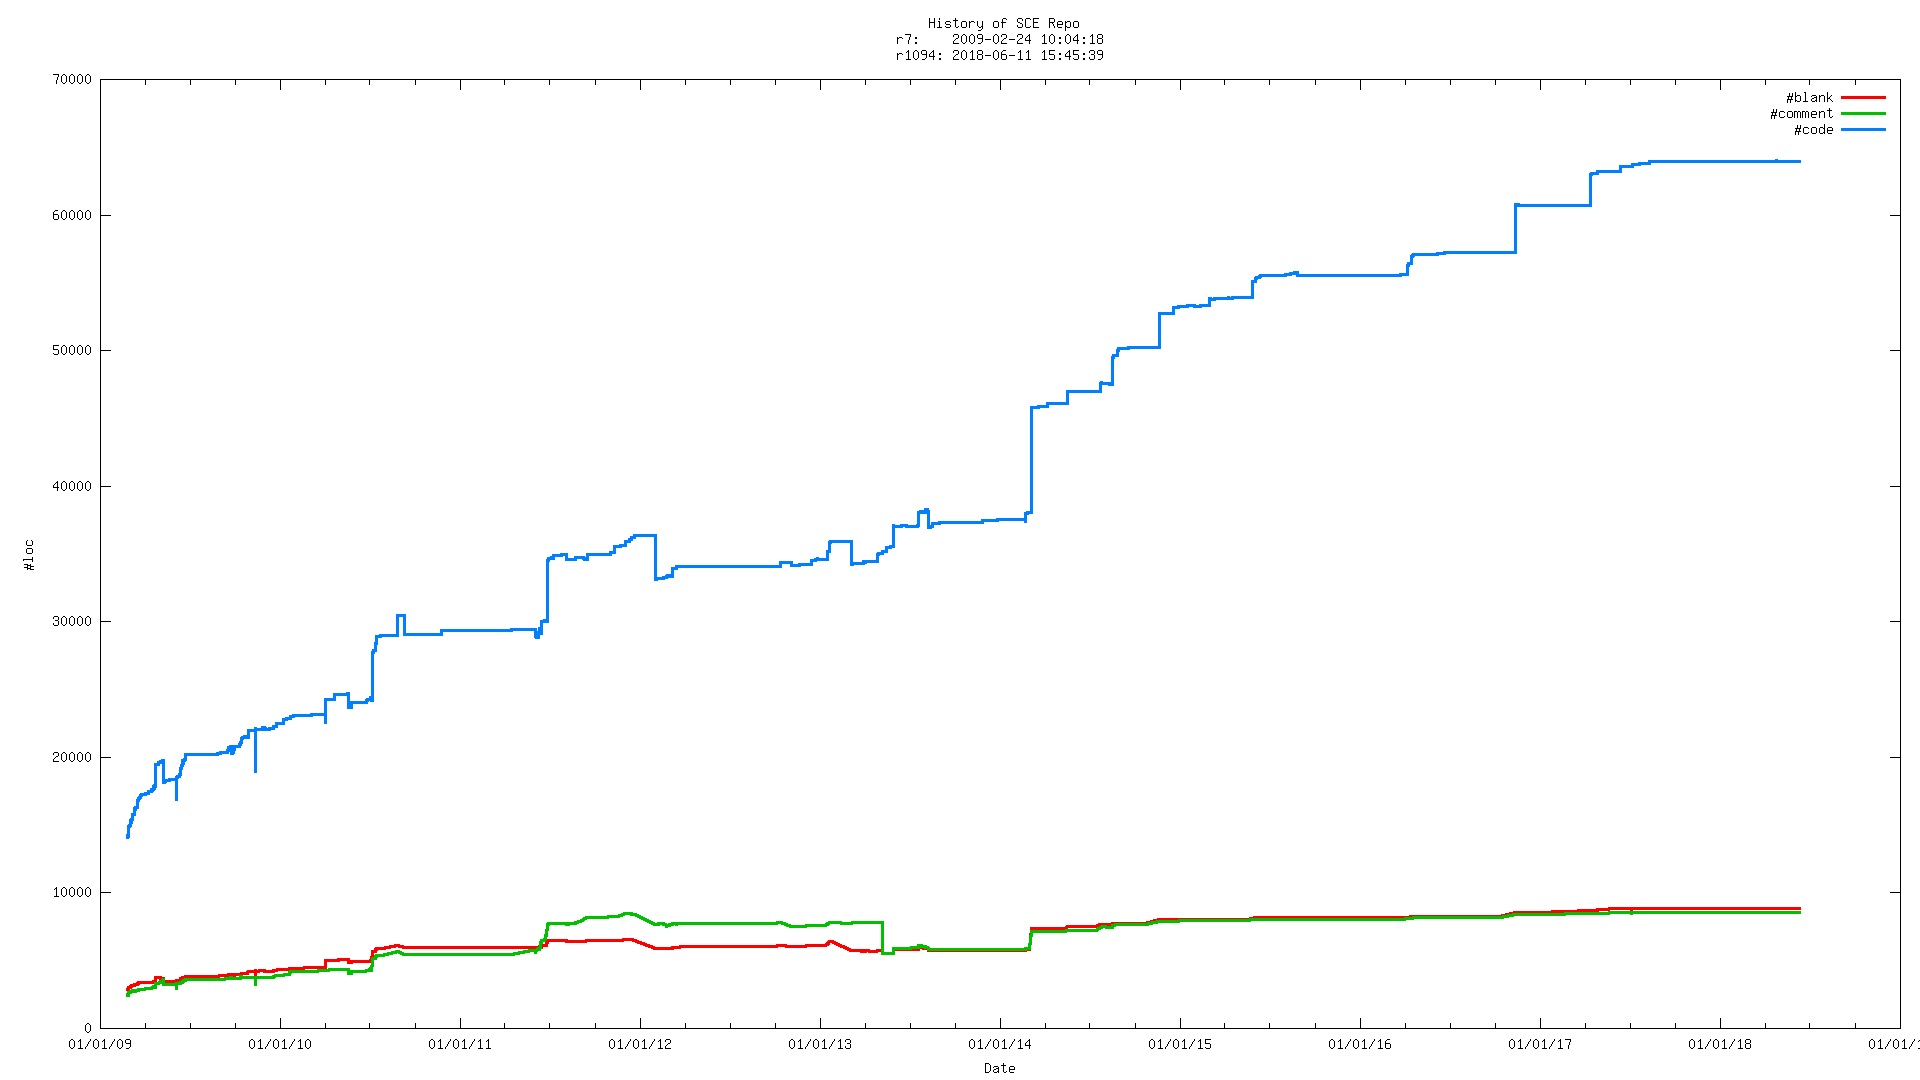 History of SCE Repo
r7:    2009-02-24 10:04:18
r1094: 2018-06-11 15:45:39
70000
#blank
#comment
#code
60000
50000
40000
#loc
30000
20000
10000
0
01/01/09 01/01/10 01/01/11 01/01/12 01/01/13 01/01/14 01/01/15 01/01/16 01/01/17 01/01/18 01/01/
Date